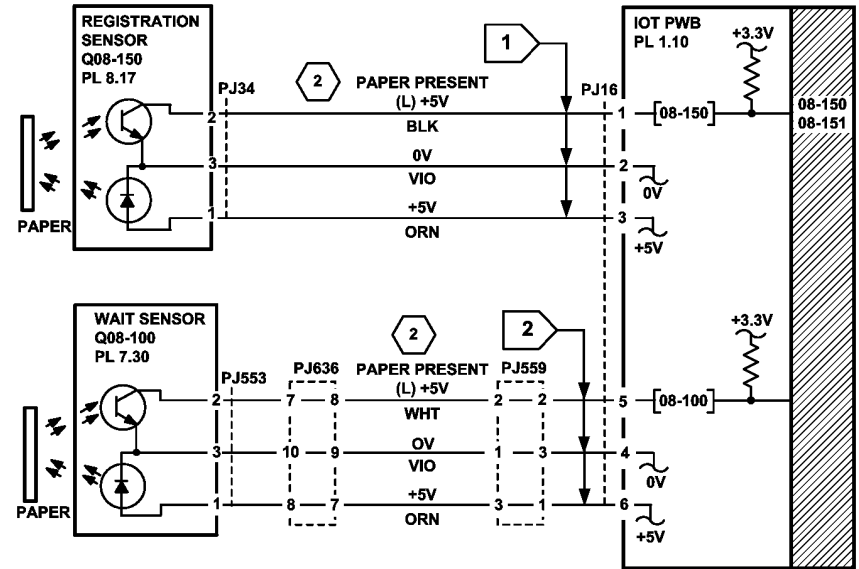 REGISTRATION
SENSOR
Q08-150
PL 8.17
PAPER
PJ34
2
3
1
2
PAPER PRESENT
(L) +5V
BLK
0V
VIO
+5V
ORN
1
PJ16
1
2
3
IOT PWB
PL 1.10
+3.3V
08-150
0V
+5V
08-150
08-151
WAIT SENSOR
Q08-100
PL 7.30
PAPER
PJ553
2
3
1
PJ636
7 8
10 9
8 7
2
PAPER PRESENT
(L) +5V
WHT
OV
VIO
+5V
ORN
PJ559
2 2
1 3
3 1
2
5
4
6
+3.3V
08-100
0V
+5V